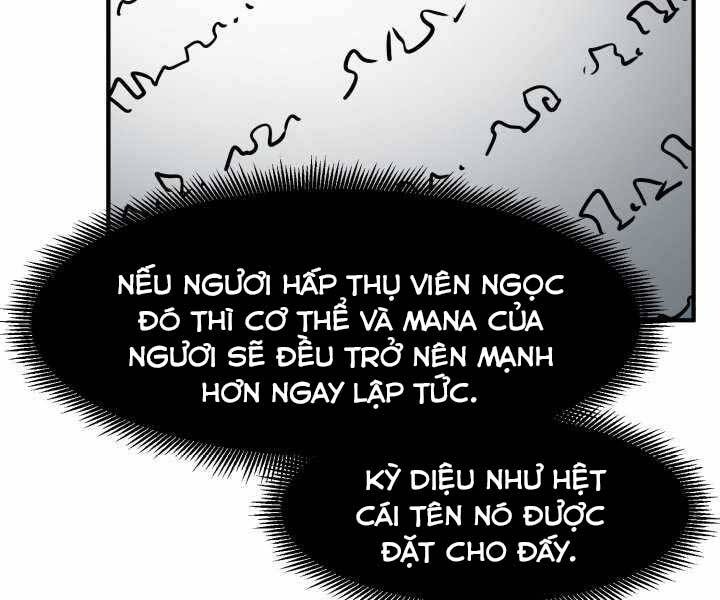 NẾU NGƯƠI HẤP THỤ VIÊN NGỌC
ĐÓ THÌ CƠ THỂ VÀ MANA CỦA
NGƯƠI SẼ ĐỀU TRỞ NÊN MẠNH
HƠN NGAY LẬP TỨC.
KỲ DIỆU NHƯ HỆT
CÁI TÊN NÓ ĐƯỢC
ĐẶT CHO ĐẤY.